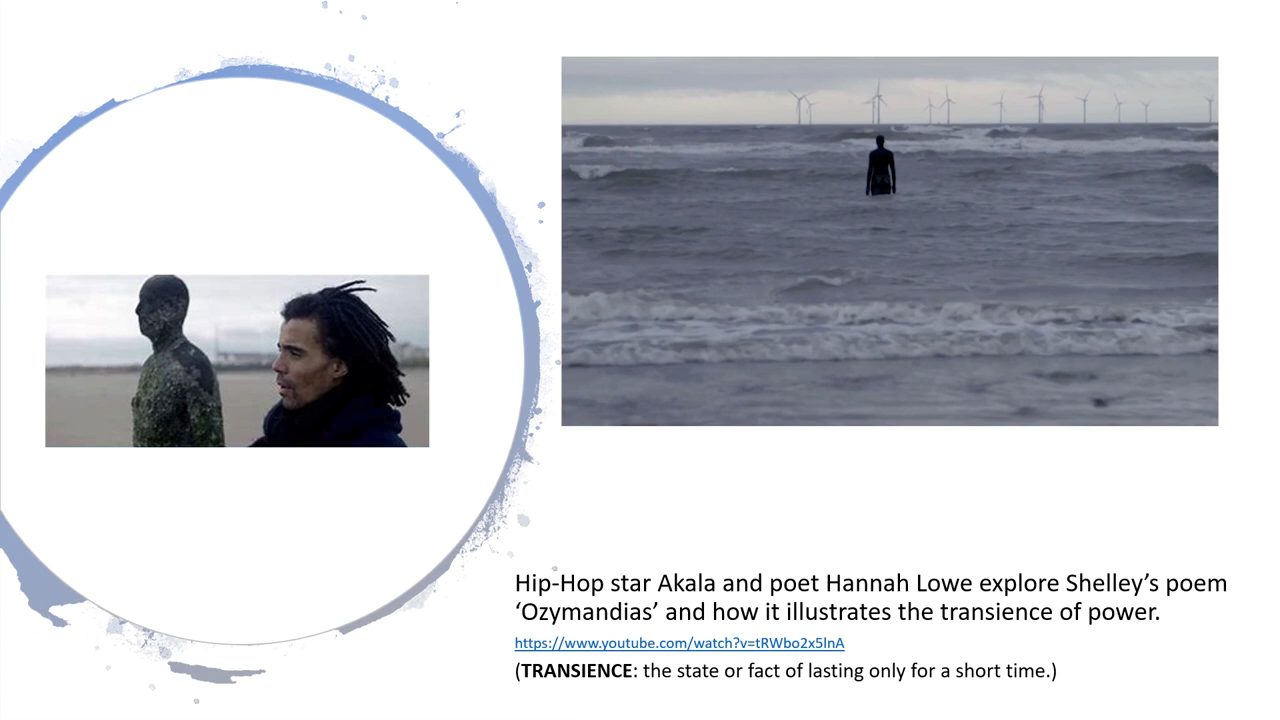 Hip-Hop star Akala and poet Hannah Lowe explore Shelley’s poem
‘Ozymandias’ and how it illustrates the transience of power.
https://www.youtube.com/watch?v=tRWbo2x5lnA
(TRANSIENCE: the state or fact of lasting only for a short time.)